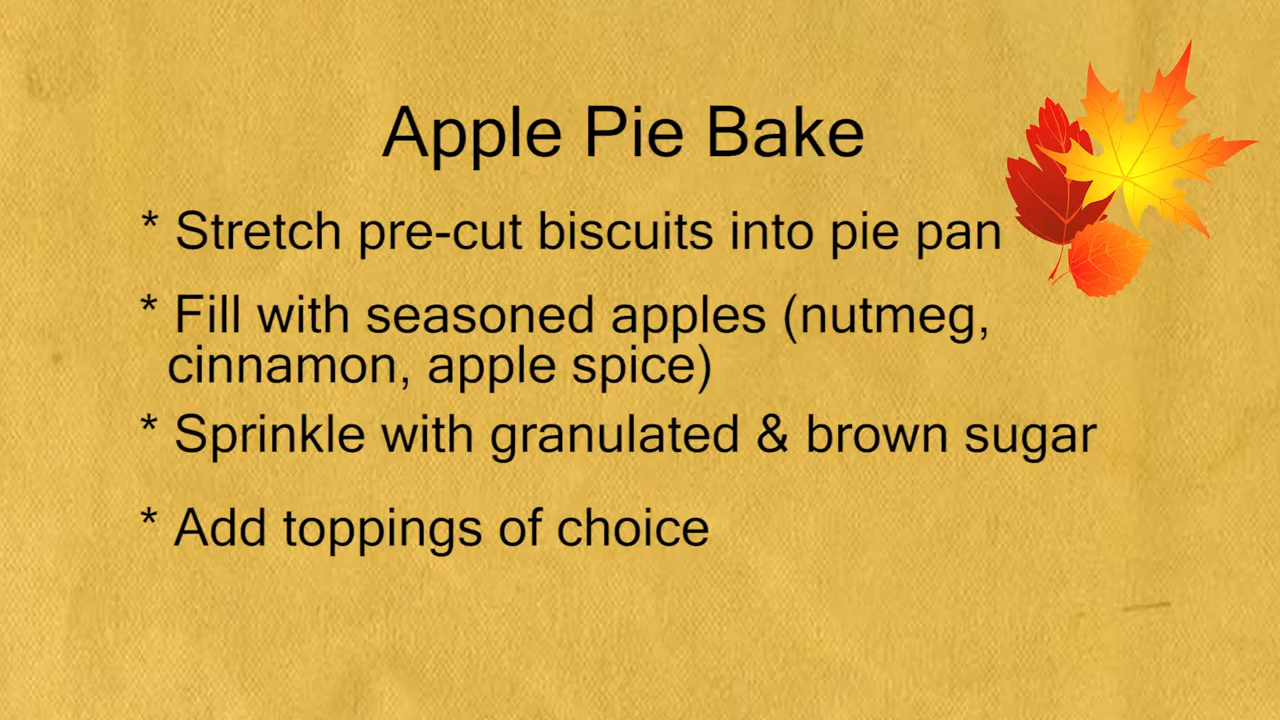 Apple Pie Bake
* Stretch pre-cut biscuits into pie pan
* Fill with seasoned apples (nutmeg,
cinnamon, apple spice)
* Sprinkle with granulated & brown sugar
* Add toppings of choice